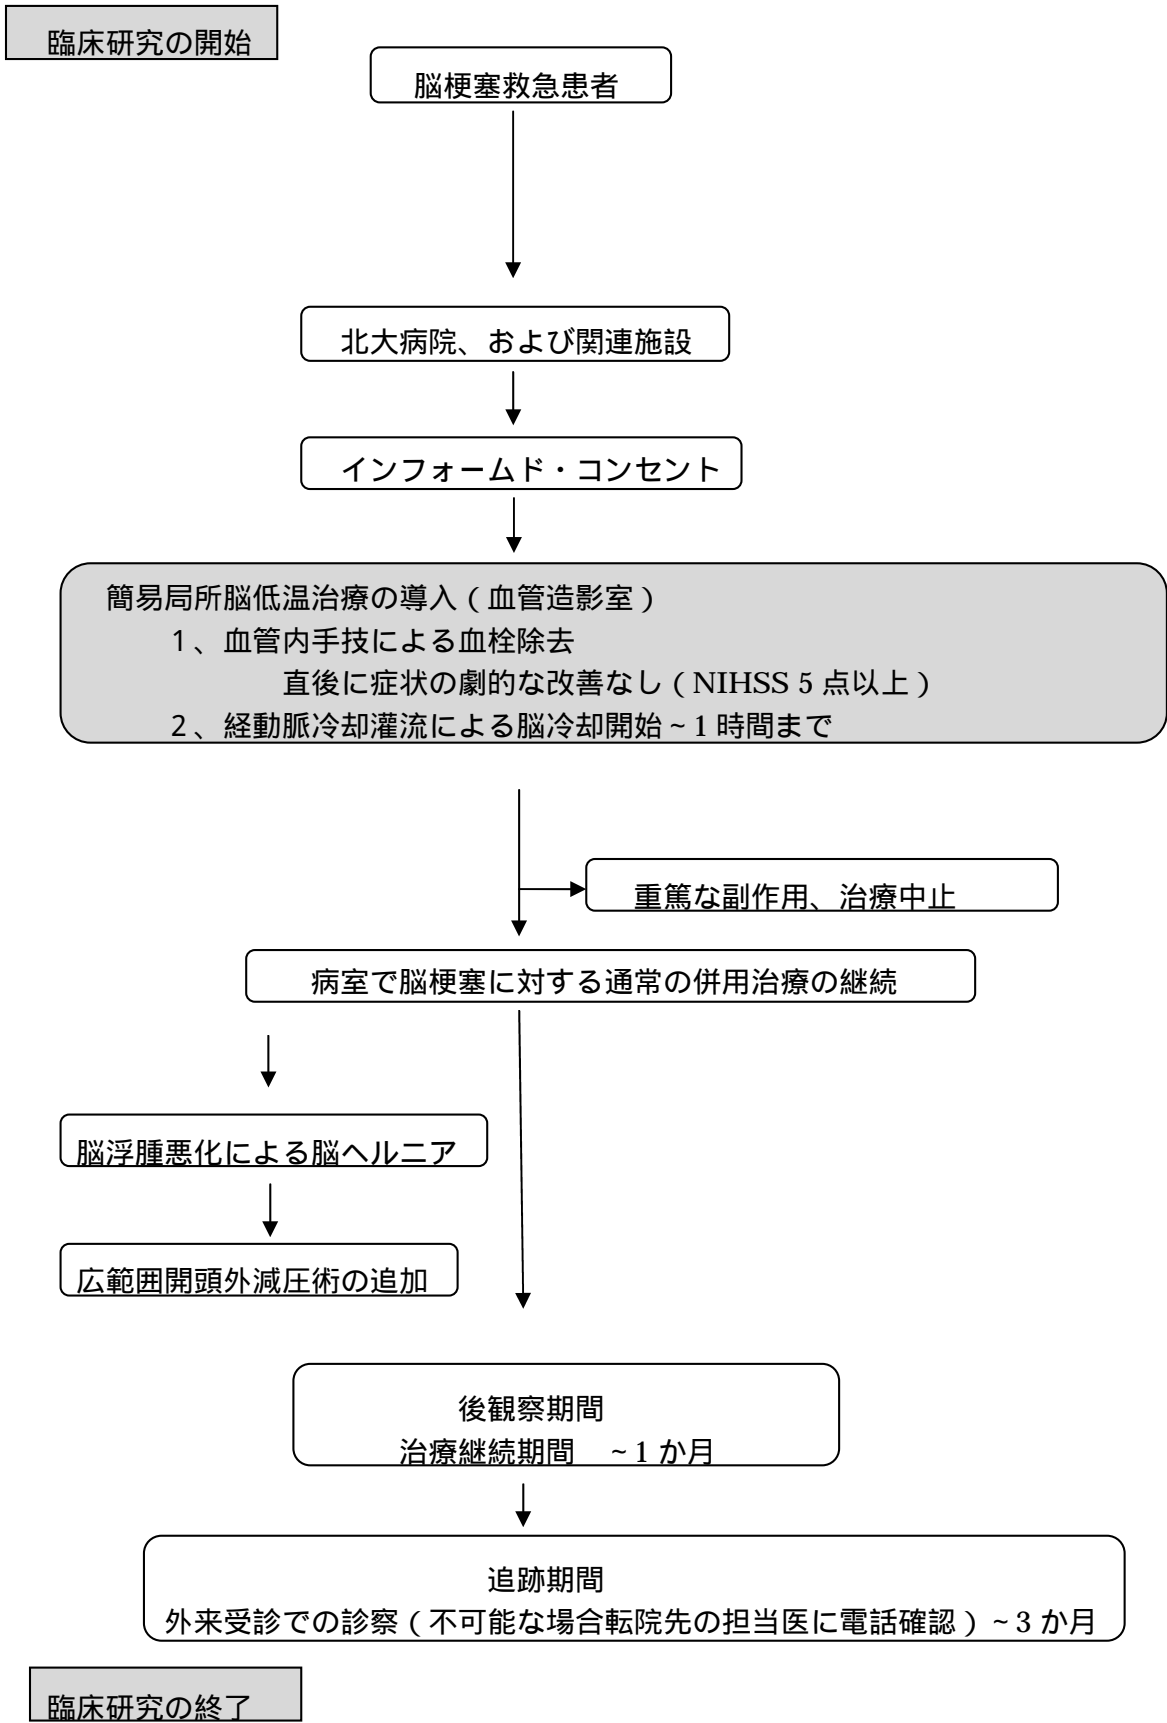 臨床研究の開始
脳梗塞救急患者
北大病院、および関連施設
インフォームド・コンセント
簡易局所脳低温治療の導入（血管造影室）
1、血管内手技による血栓除去
直後に症状の劇的な改善なし（NIHSS 5 点以上）
2、経動脈冷却灌流による脳冷却開始～1 時間まで
重篤な副作用、治療中止
病室で脳梗塞に対する通常の併用治療の継続
脳浮腫悪化による脳ヘルニア
広範囲開頭外減圧術の追加
後観察期間
治療継続期間　～1 か月
追跡期間
外来受診での診察（不可能な場合転院先の担当医に電話確認）～3 か月
臨床研究の終了